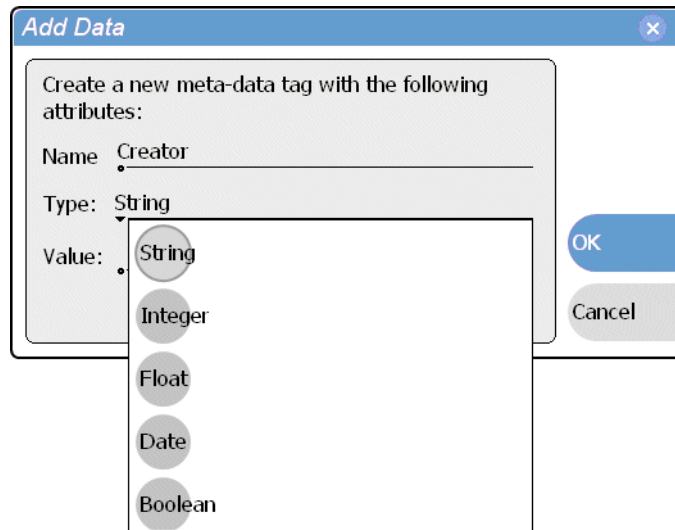 Add Data
Create a new meta-data tag with the following
attributes:
Name Creator
Type: String
Value:
String
Integer
Float
Date
Boolean
OK
Cancel